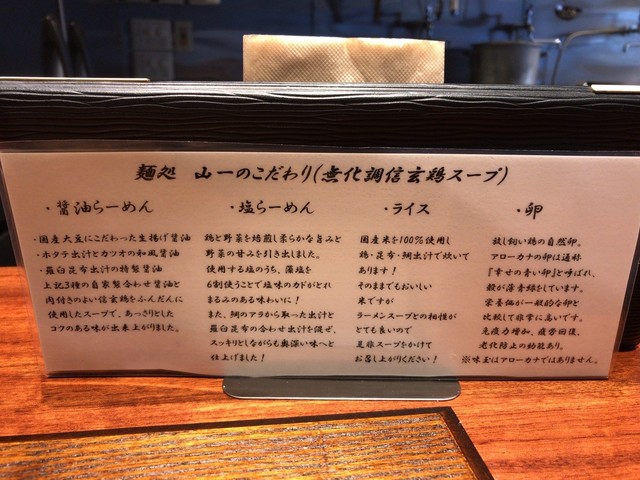 麺処 山一のこだわり(無化調信玄鶏スープ)
・醤油らーめん
・国産大豆にこだわった生揚げ醤油
・ホタテ出汁とカツオの和風醤油
・羅臼昆布出汁の特製醤油
上記3種の自家製合わせ醤油と
肉付きのよい信玄鶏をふんだんに
使用したスープで、あっさりとした
コクのある味が出来上がりました。
・塩らーめん
鶏と野菜を焙煎し柔らかな旨みと
野菜の甘みを引き出しました。
使用する塩のうち、藻塩を
6割使うことで塩味のカドがとれ
まるみのある味わいに!
また、鯛のアラから取った出汁と
羅臼昆布の合わせ出汁を混ぜ、
スッキリとしながらも奥深い味へと
仕上げました!
・ライス
国産米を100%使用し
鶏・昆布・鯛出汁で炊いて
あります!
そのままでもおいしい
米ですが
ラーメンスープとの相性が
とても良いので
是非スープをかけて
お召し上がりください!
・卵
放し飼い鶏の自然卵。
アローカナの卵は通称
「幸せの青い卵」と呼ばれ、
殻が薄青緑をしています。
栄養価が一般的な卵と
比較して非常に高いです。
免疫力増加、疲労回復、
老化防止の効能あり。
※味玉はアローカナではありません。